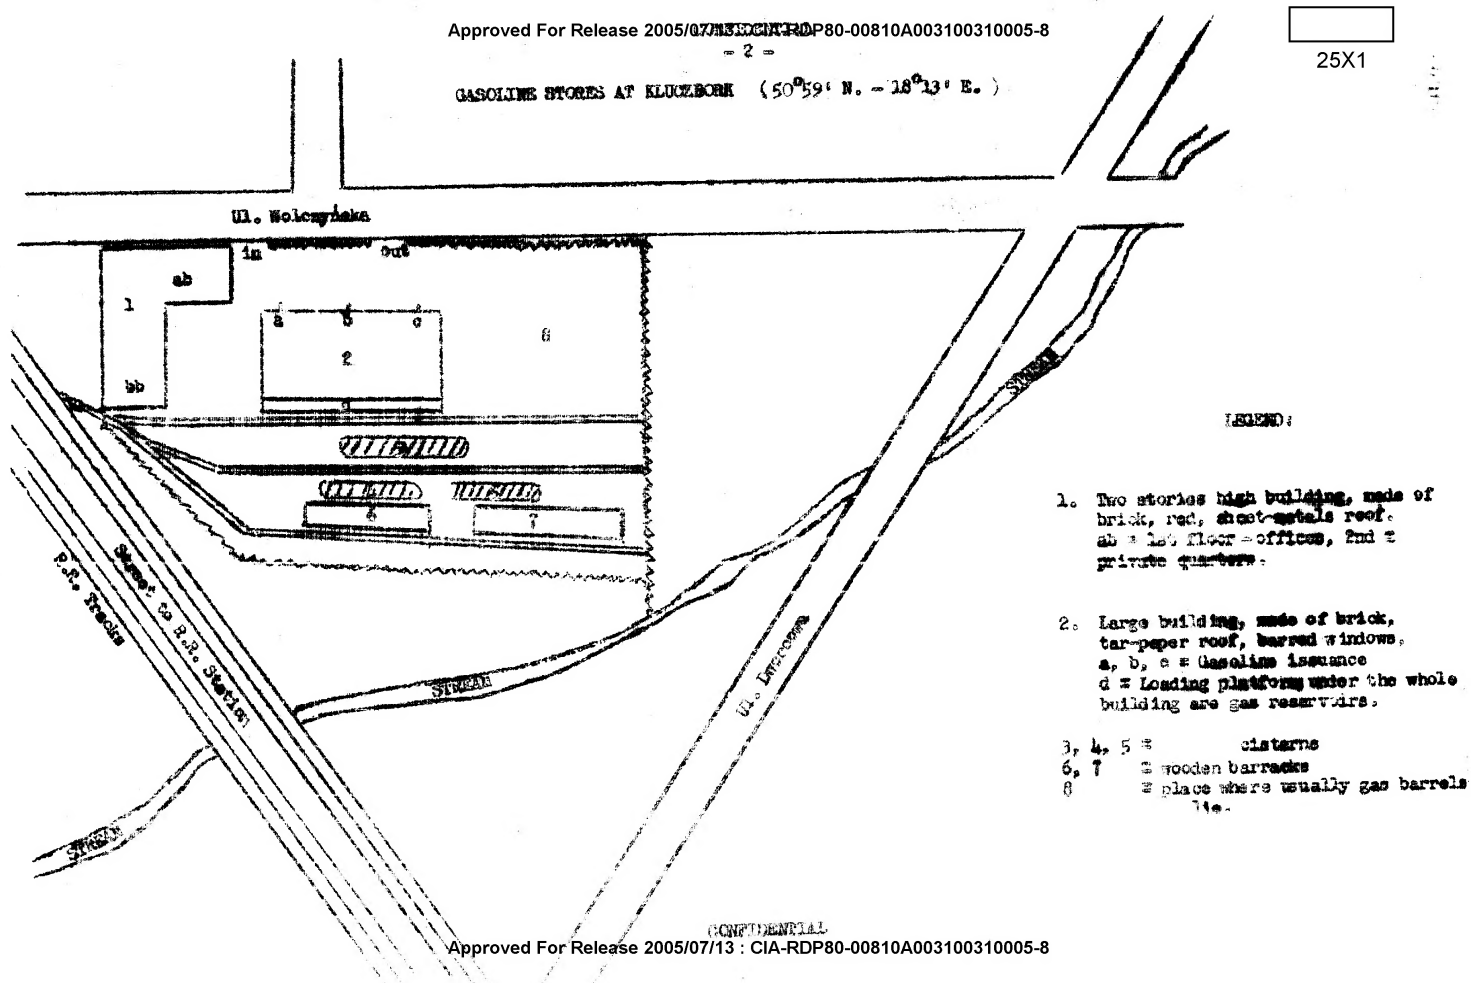 Approved For Release 2005/07/13 : CIA-RDP80-00810A003100310005-8
25X1
- 2 -
GASOLINE STORES AT KLUCZBORK (50°59' N. - 18°13' E.)
Ul. Wolczyńska
in
Out
ab
1
bb
a
b
c
2
d
8
6
7
STREAM
STREAM
STREAM
Street to R.R. Station
R.R. Tracks
LEGEND:
1. Two stories high building, made of
brick, red, sheet-metals roof.
ab = 1st floor - offices, 2nd =
private quarters.
2. Large building, made of brick,
tar-paper roof, barred windows,
a, b, c = Gasoline issuance
d = Loading platform under the whole
building are gas reservoirs.
3, 4, 5 = cisterns
6, 7 = wooden barracks
8 = place where usually gas barrels
lie.
Ul.
CONFIDENTIAL
Approved For Release 2005/07/13 : CIA-RDP80-00810A003100310005-8